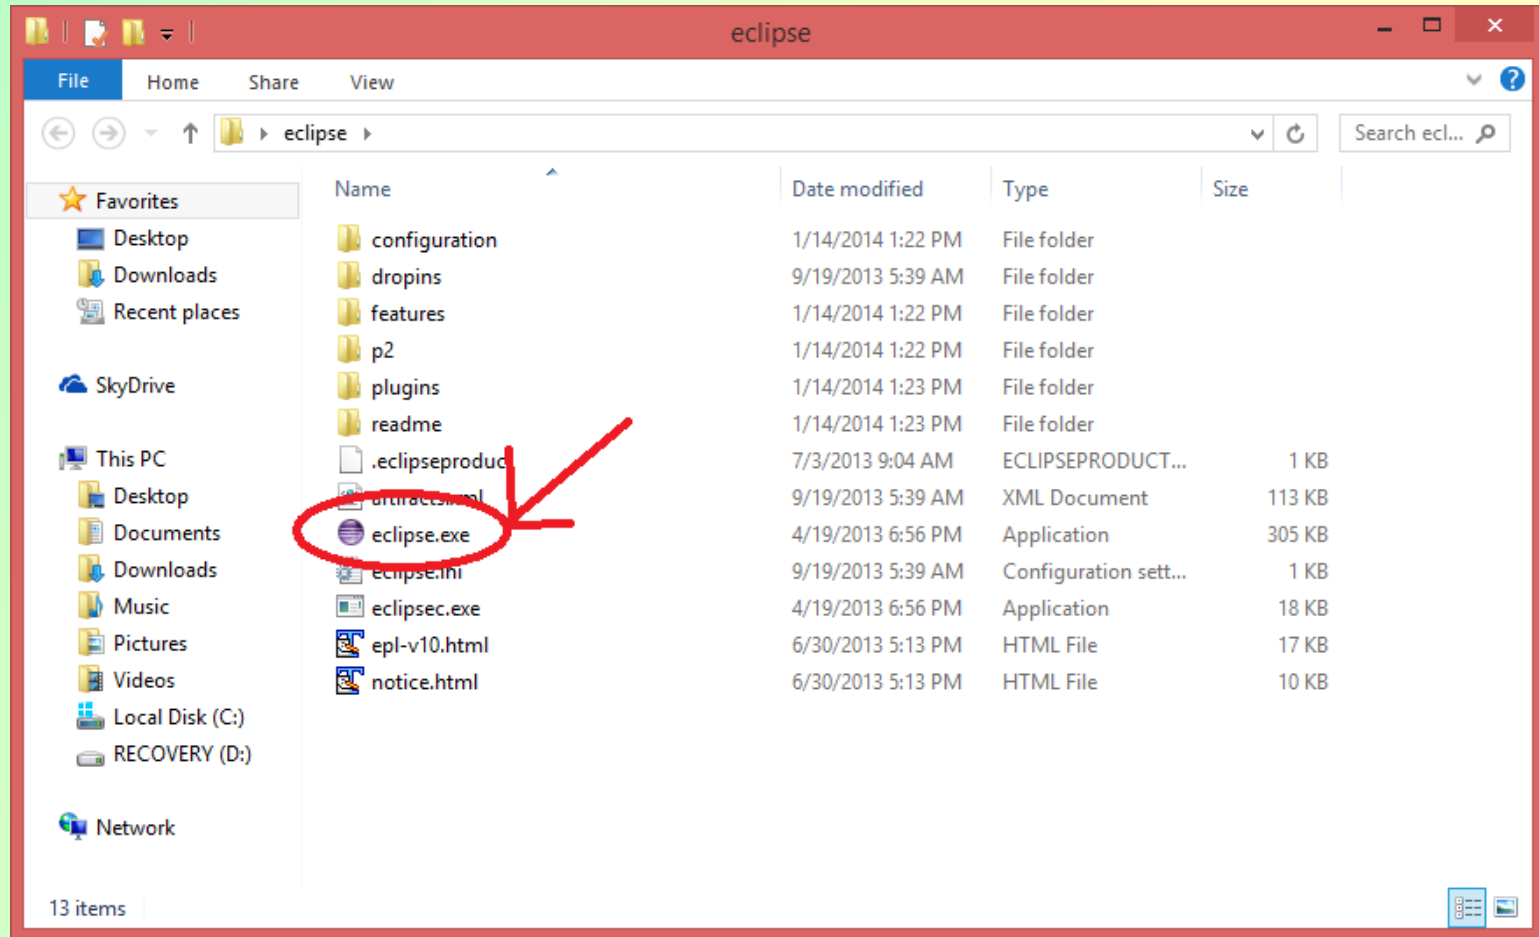 eclipse
File Home Share View
eclipse
Search ecl...
Name Date modified Type Size
Favorites
Desktop
Downloads
Recent places
SkyDrive
This PC
Desktop
Documents
Downloads
Music
Pictures
Videos
Local Disk (C:)
RECOVERY (D:)
Network
configuration 1/14/2014 1:22 PM File folder
dropins 9/19/2013 5:39 AM File folder
features 1/14/2014 1:22 PM File folder
p2 1/14/2014 1:22 PM File folder
plugins 1/14/2014 1:23 PM File folder
readme 1/14/2014 1:23 PM File folder
.eclipseproduc 7/3/2013 9:04 AM ECLIPSEPRODUCT... 1 KB
9/19/2013 5:39 AM XML Document 113 KB
eclipse.exe 4/19/2013 6:56 PM Application 305 KB
eclipse.ini 9/19/2013 5:39 AM Configuration sett... 1 KB
eclipsec.exe 4/19/2013 6:56 PM Application 18 KB
epl-v10.html 6/30/2013 5:13 PM HTML File 17 KB
notice.html 6/30/2013 5:13 PM HTML File 10 KB
13 items